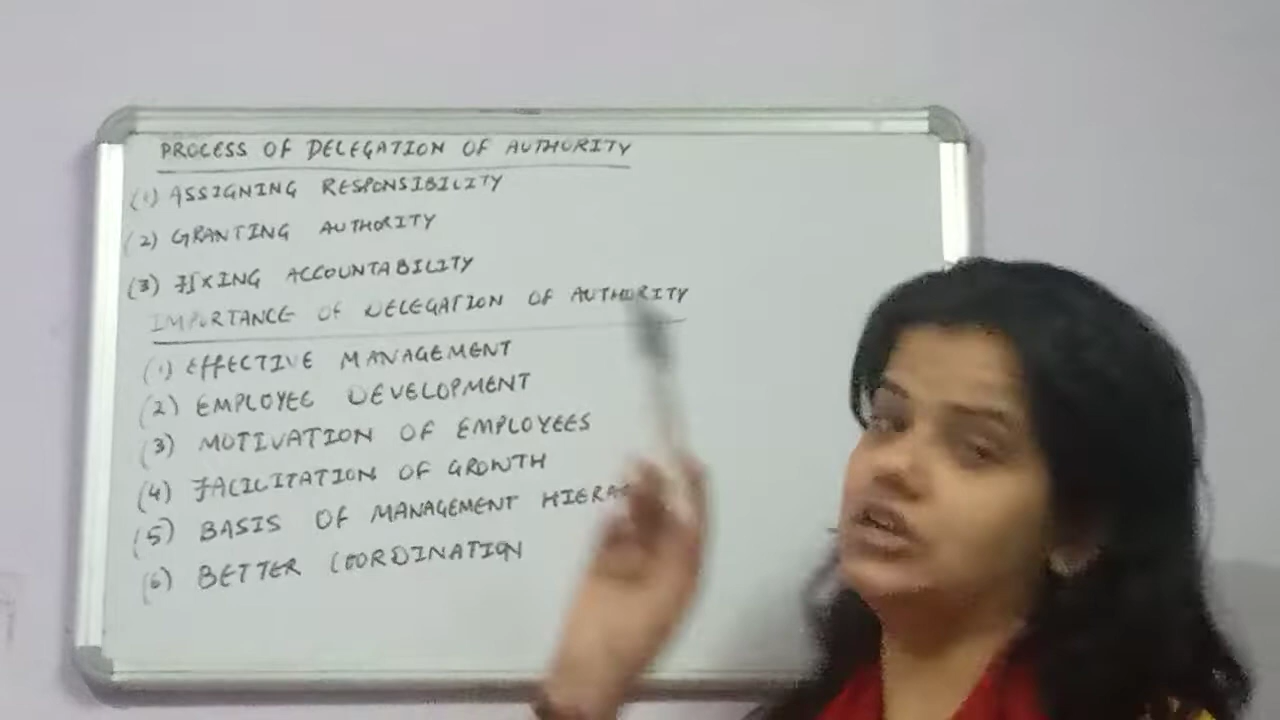 PROCESS OF DELEGATION OF AUTHORITY
(1) ASSIGNING RESPONSIBILITY
(2) GRANTING AUTHORITY
(3) FIXING ACCOUNTABILITY
IMPORTANCE OF DELEGATION OF AUTHORITY
(1) EFFECTIVE MANAGEMENT
(2) EMPLOYEE DEVELOPMENT
(3) MOTIVATION OF EMPLOYEES
(4) FACILITATION OF GROWTH
(5) BASIS OF MANAGEMENT
(6) BETTER COORDINATION